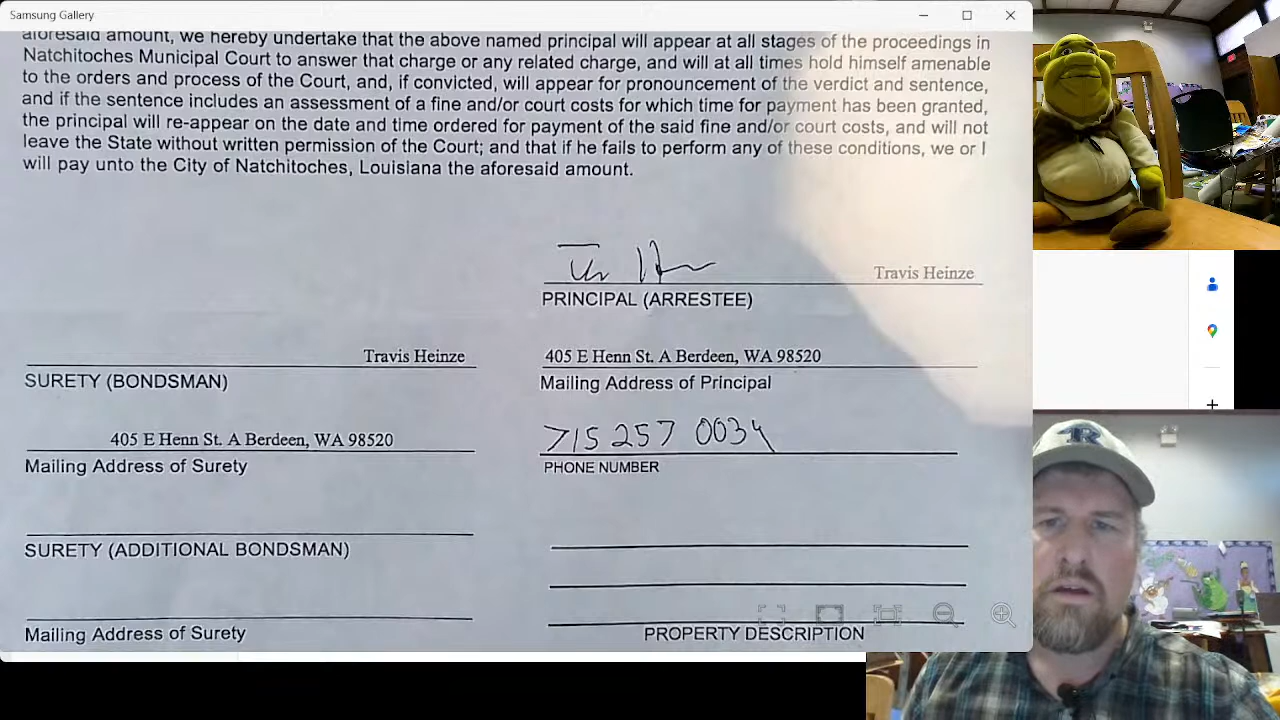 Samsung Gallery
aforesaid amount, we hereby undertake that the above named principal will appear at all stages of the proceedings in
Natchitoches Municipal Court to answer that charge or any related charge, and will at all times hold himself amenable
to the orders and process of the Court, and, if convicted, will appear for pronouncement of the verdict and sentence,
and if the sentence includes an assessment of a fine and/or court costs for which time for payment has been granted,
the principal will re-appear on the date and time ordered for payment of the said fine and/or court costs, and will not
leave the State without written permission of the Court; and that if he fails to perform any of these conditions, we or I
will pay unto the City of Natchitoches, Louisiana the aforesaid amount.
Travis Heinze
PRINCIPAL (ARRESTEE)
Travis Heinze
SURETY (BONDSMAN)
405 E Henn St. A Berdeen, WA 98520
Mailing Address of Principal
405 E Henn St. A Berdeen, WA 98520
Mailing Address of Surety
715 257 0034
PHONE NUMBER
SURETY (ADDITIONAL BONDSMAN)
Mailing Address of Surety
PROPERTY DESCRIPTION
R